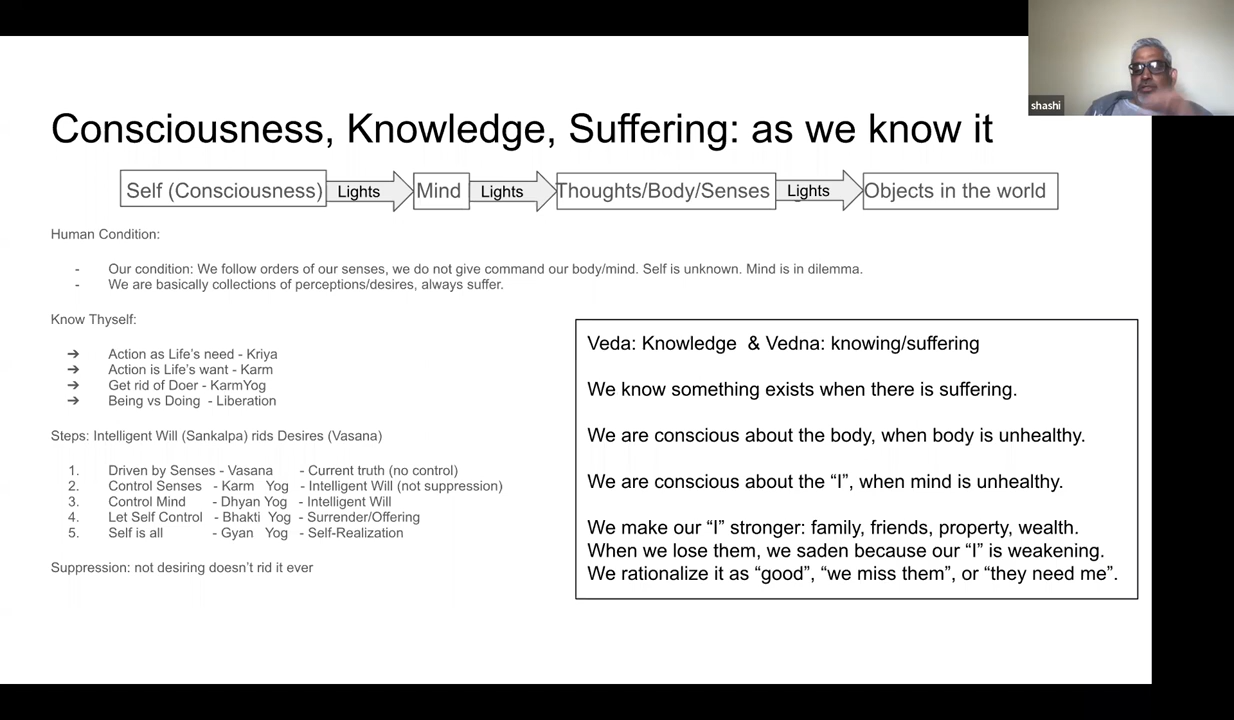 shashi
Consciousness, Knowledge, Suffering: as we know it
Self (Consciousness) Lights Mind Lights Thoughts/Body/Senses Lights Objects in the world
Human Condition:
- Our condition: We follow orders of our senses, we do not give command our body/mind. Self is unknown. Mind is in dilemma.
- We are basically collections of perceptions/desires, always suffer.
Know Thyself:
➔ Action as Life's need - Kriya
➔ Action is Life's want - Karm
➔ Get rid of Doer - KarmYog
➔ Being vs Doing - Liberation
Steps: Intelligent Will (Sankalpa) rids Desires (Vasana)
1. Driven by Senses - Vasana - Current truth (no control)
2. Control Senses - Karm Yog - Intelligent Will (not suppression)
3. Control Mind - Dhyan Yog - Intelligent Will
4. Let Self Control - Bhakti Yog - Surrender/Offering
5. Self is all - Gyan Yog - Self-Realization
Suppression: not desiring doesn't rid it ever
Veda: Knowledge & Vedna: knowing/suffering
We know something exists when there is suffering.
We are conscious about the body, when body is unhealthy.
We are conscious about the “I”, when mind is unhealthy.
We make our “I” stronger: family, friends, property, wealth.
When we lose them, we saden because our “I” is weakening.
We rationalize it as “good”, “we miss them”, or “they need me”.